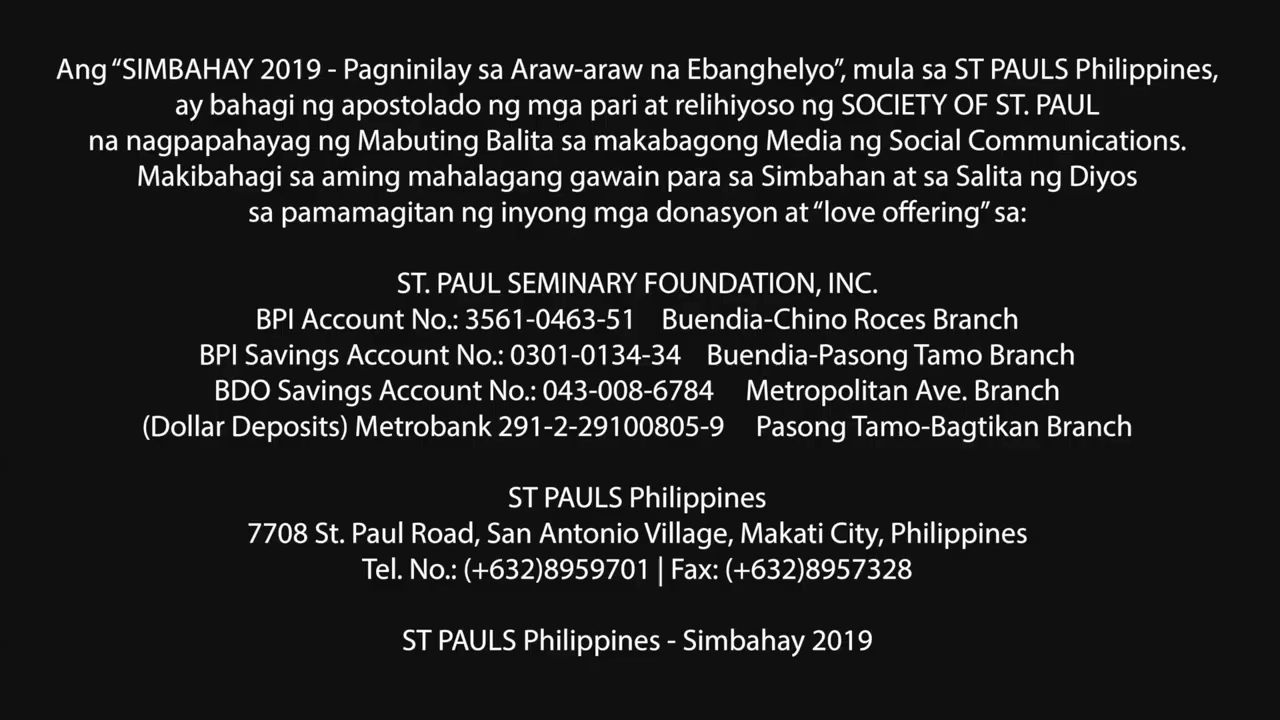 Ang “SIMBAHAY 2019 - Pagninilay sa Araw-araw na Ebanghelyo”, mula sa ST PAULS Philippines,
ay bahagi ng apostolado ng mga pari at relihiyoso ng SOCIETY OF ST. PAUL
na nagpapahayag ng Mabuting Balita sa makabagong Media ng Social Communications.
Makibahagi sa aming mahalagang gawain para sa Simbahan at sa Salita ng Diyos
sa pamamagitan ng inyong mga donasyon at “love offering” sa:
ST. PAUL SEMINARY FOUNDATION, INC.
BPI Account No.: 3561-0463-51 Buendia-Chino Roces Branch
BPI Savings Account No.: 0301-0134-34 Buendia-Pasong Tamo Branch
BDO Savings Account No.: 043-008-6784 Metropolitan Ave. Branch
(Dollar Deposits) Metrobank 291-2-29100805-9 Pasong Tamo-Bagtikan Branch
ST PAULS Philippines
7708 St. Paul Road, San Antonio Village, Makati City, Philippines
Tel. No.: (+632)8959701 | Fax: (+632)8957328
ST PAULS Philippines - Simbahay 2019